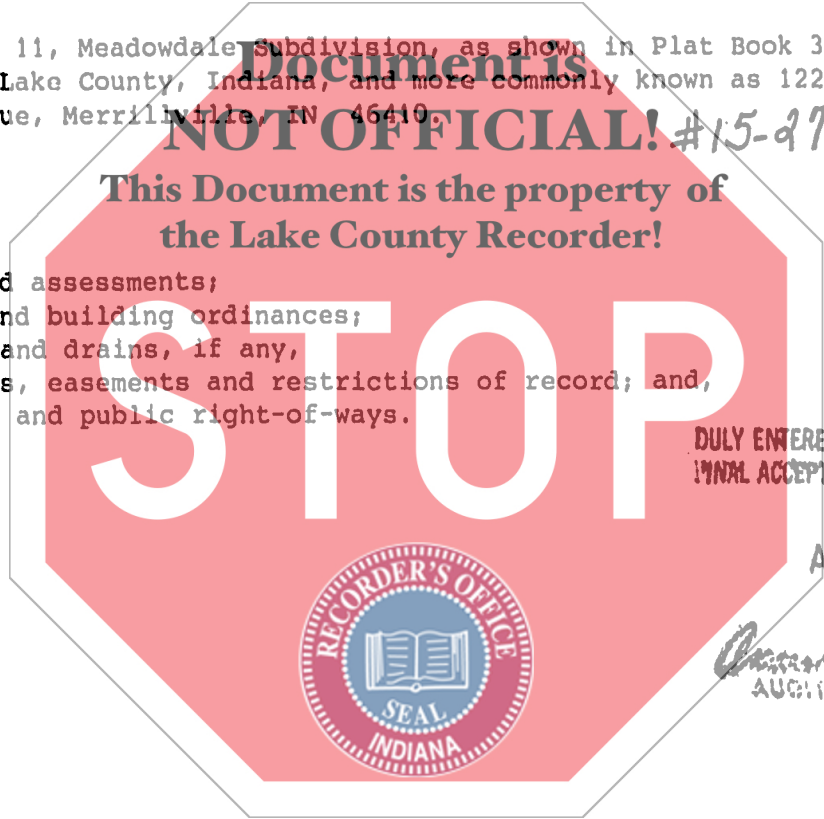 11, Meadowdale Subdivision, as shown in Plat Book 3
Document is
Lake County, Indiana, and more commonly known as 122
ue, Merrillville, IN 46410.
NOT OFFICIAL! #15-27
This Document is the property of
the Lake County Recorder!
d assessments;
nd building ordinances;
and drains, if any,
s, easements and restrictions of record; and,
and public right-of-ways.
STOP
DULY ENTERE
FINAL ACCEPT
A
AUDIT
RECORDER'S OFFICE
SEAL
INDIANA